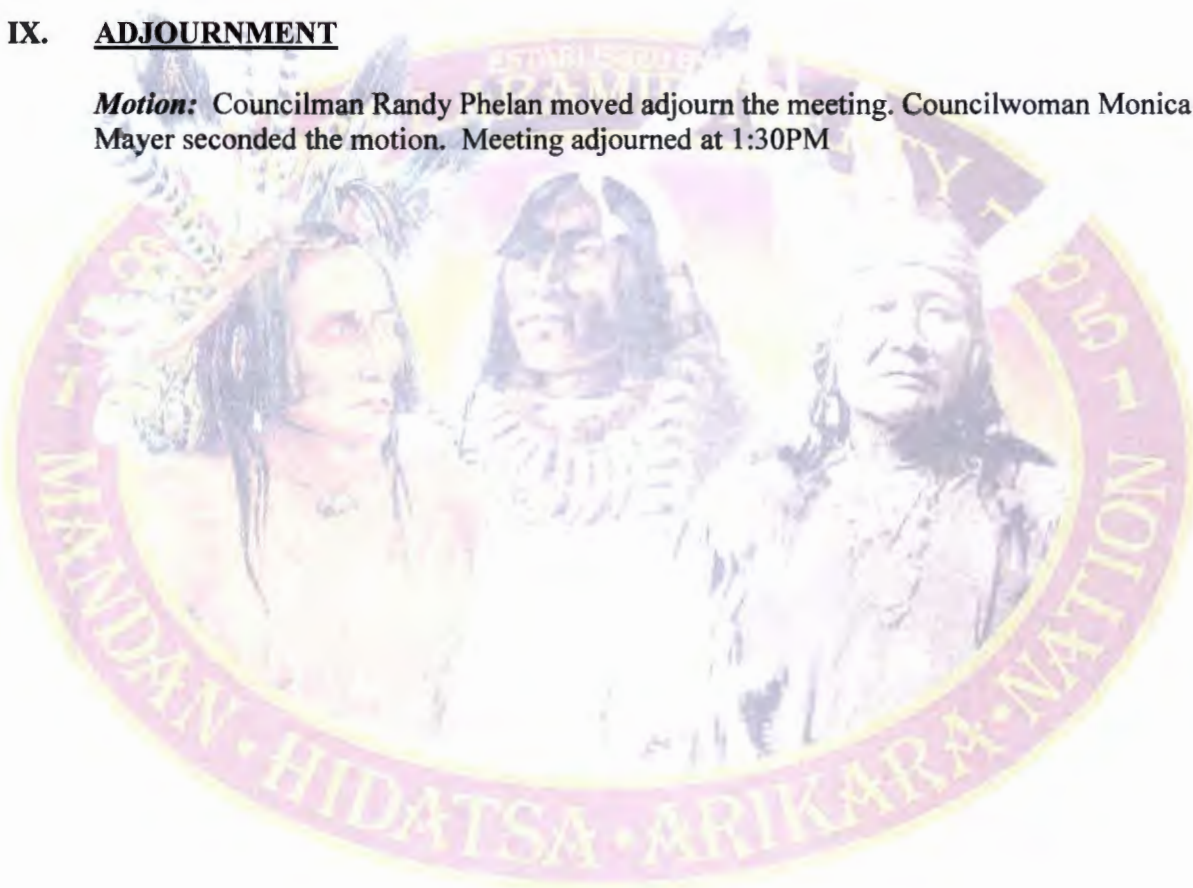 IX. ADJOURNMENT
Motion: Councilman Randy Phelan moved adjourn the meeting. Councilwoman Monica
Mayer seconded the motion. Meeting adjourned at 1:30PM
MANDAN · HIDATSA · ARIKARA · NATION